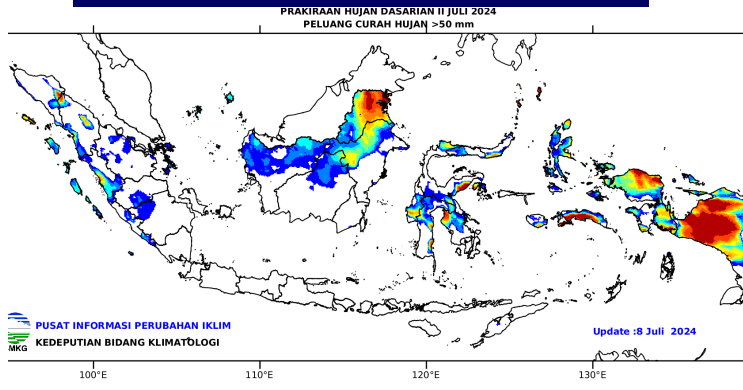 PRAKIRAAN HUJAN DASARIAN II JULI 2024
PELUANG CURAH HUJAN >50 mm
PUSAT INFORMASI PERUBAHAN IKLIM
KEDEPUTIAN BIDANG KLIMATOLOGI
MKG
Update :8 Juli 2024
100°E
110°E
120°E
130°E